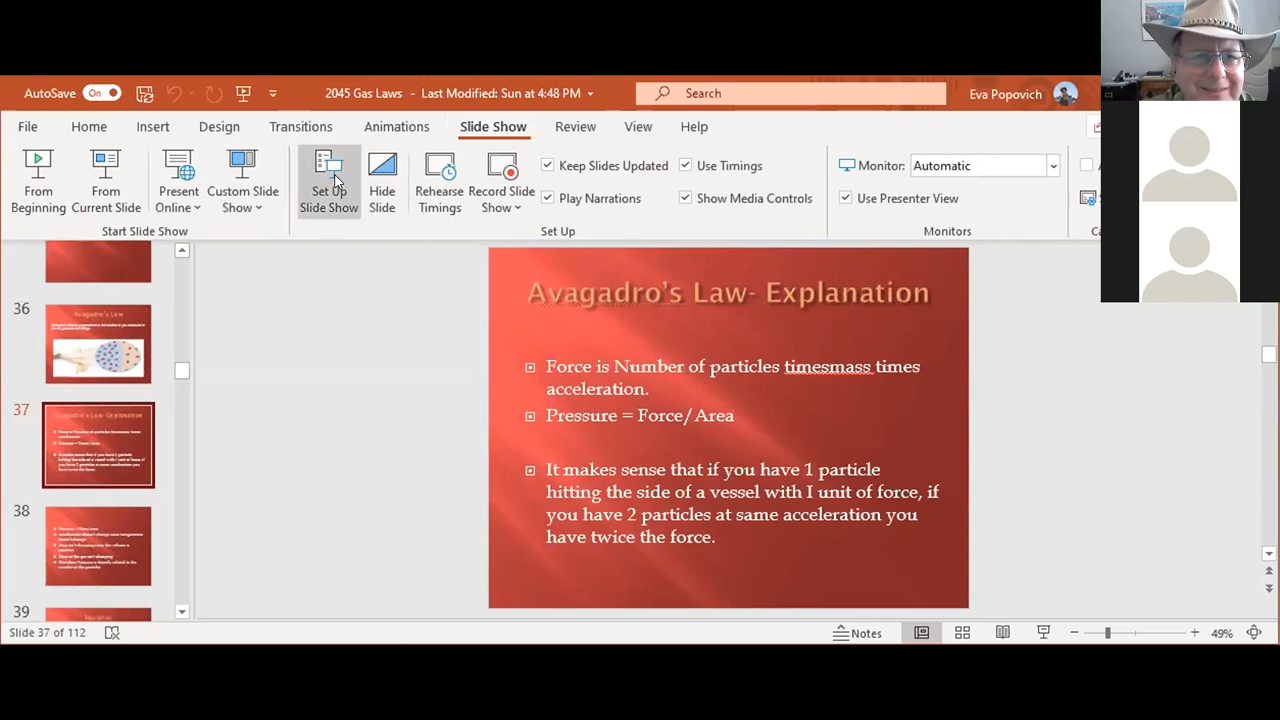 AutoSave On 2045 Gas Laws - Last Modified: Sun at 4:48 PM Search Eva Popovich
File Home Insert Design Transitions Animations Slide Show Review View Help
From Beginning
From Current Slide
Present Online
Custom Slide Show
Set Up Slide Show
Hide Slide
Rehearse Timings
Record Slide Show
Keep Slides Updated
Use Timings
Play Narrations
Show Media Controls
Monitor: Automatic
Use Presenter View
Start Slide Show
Set Up
Monitors
36
Avagadro's Law
37
Avagadro's Law- Explanation
38
39
Avagadro's Law- Explanation
Force is Number of particles timesmass times
acceleration.
Pressure = Force/Area
It makes sense that if you have 1 particle
hitting the side of a vessel with I unit of force, if
you have 2 particles at same acceleration you
have twice the force.
Slide 37 of 112
Notes
49%